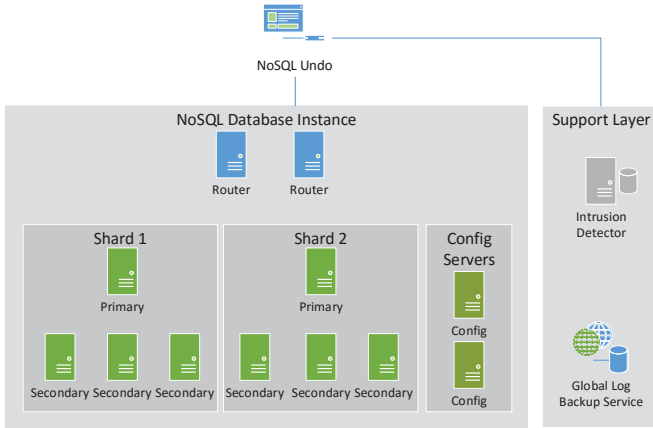 NoSQL Undo
NoSQL Database Instance
Router
Router
Shard 1
Primary
Secondary Secondary Secondary
Shard 2
Primary
Secondary Secondary Secondary
Config
Servers
Config
Config
Support Layer
Intrusion
Detector
Global Log
Backup Service